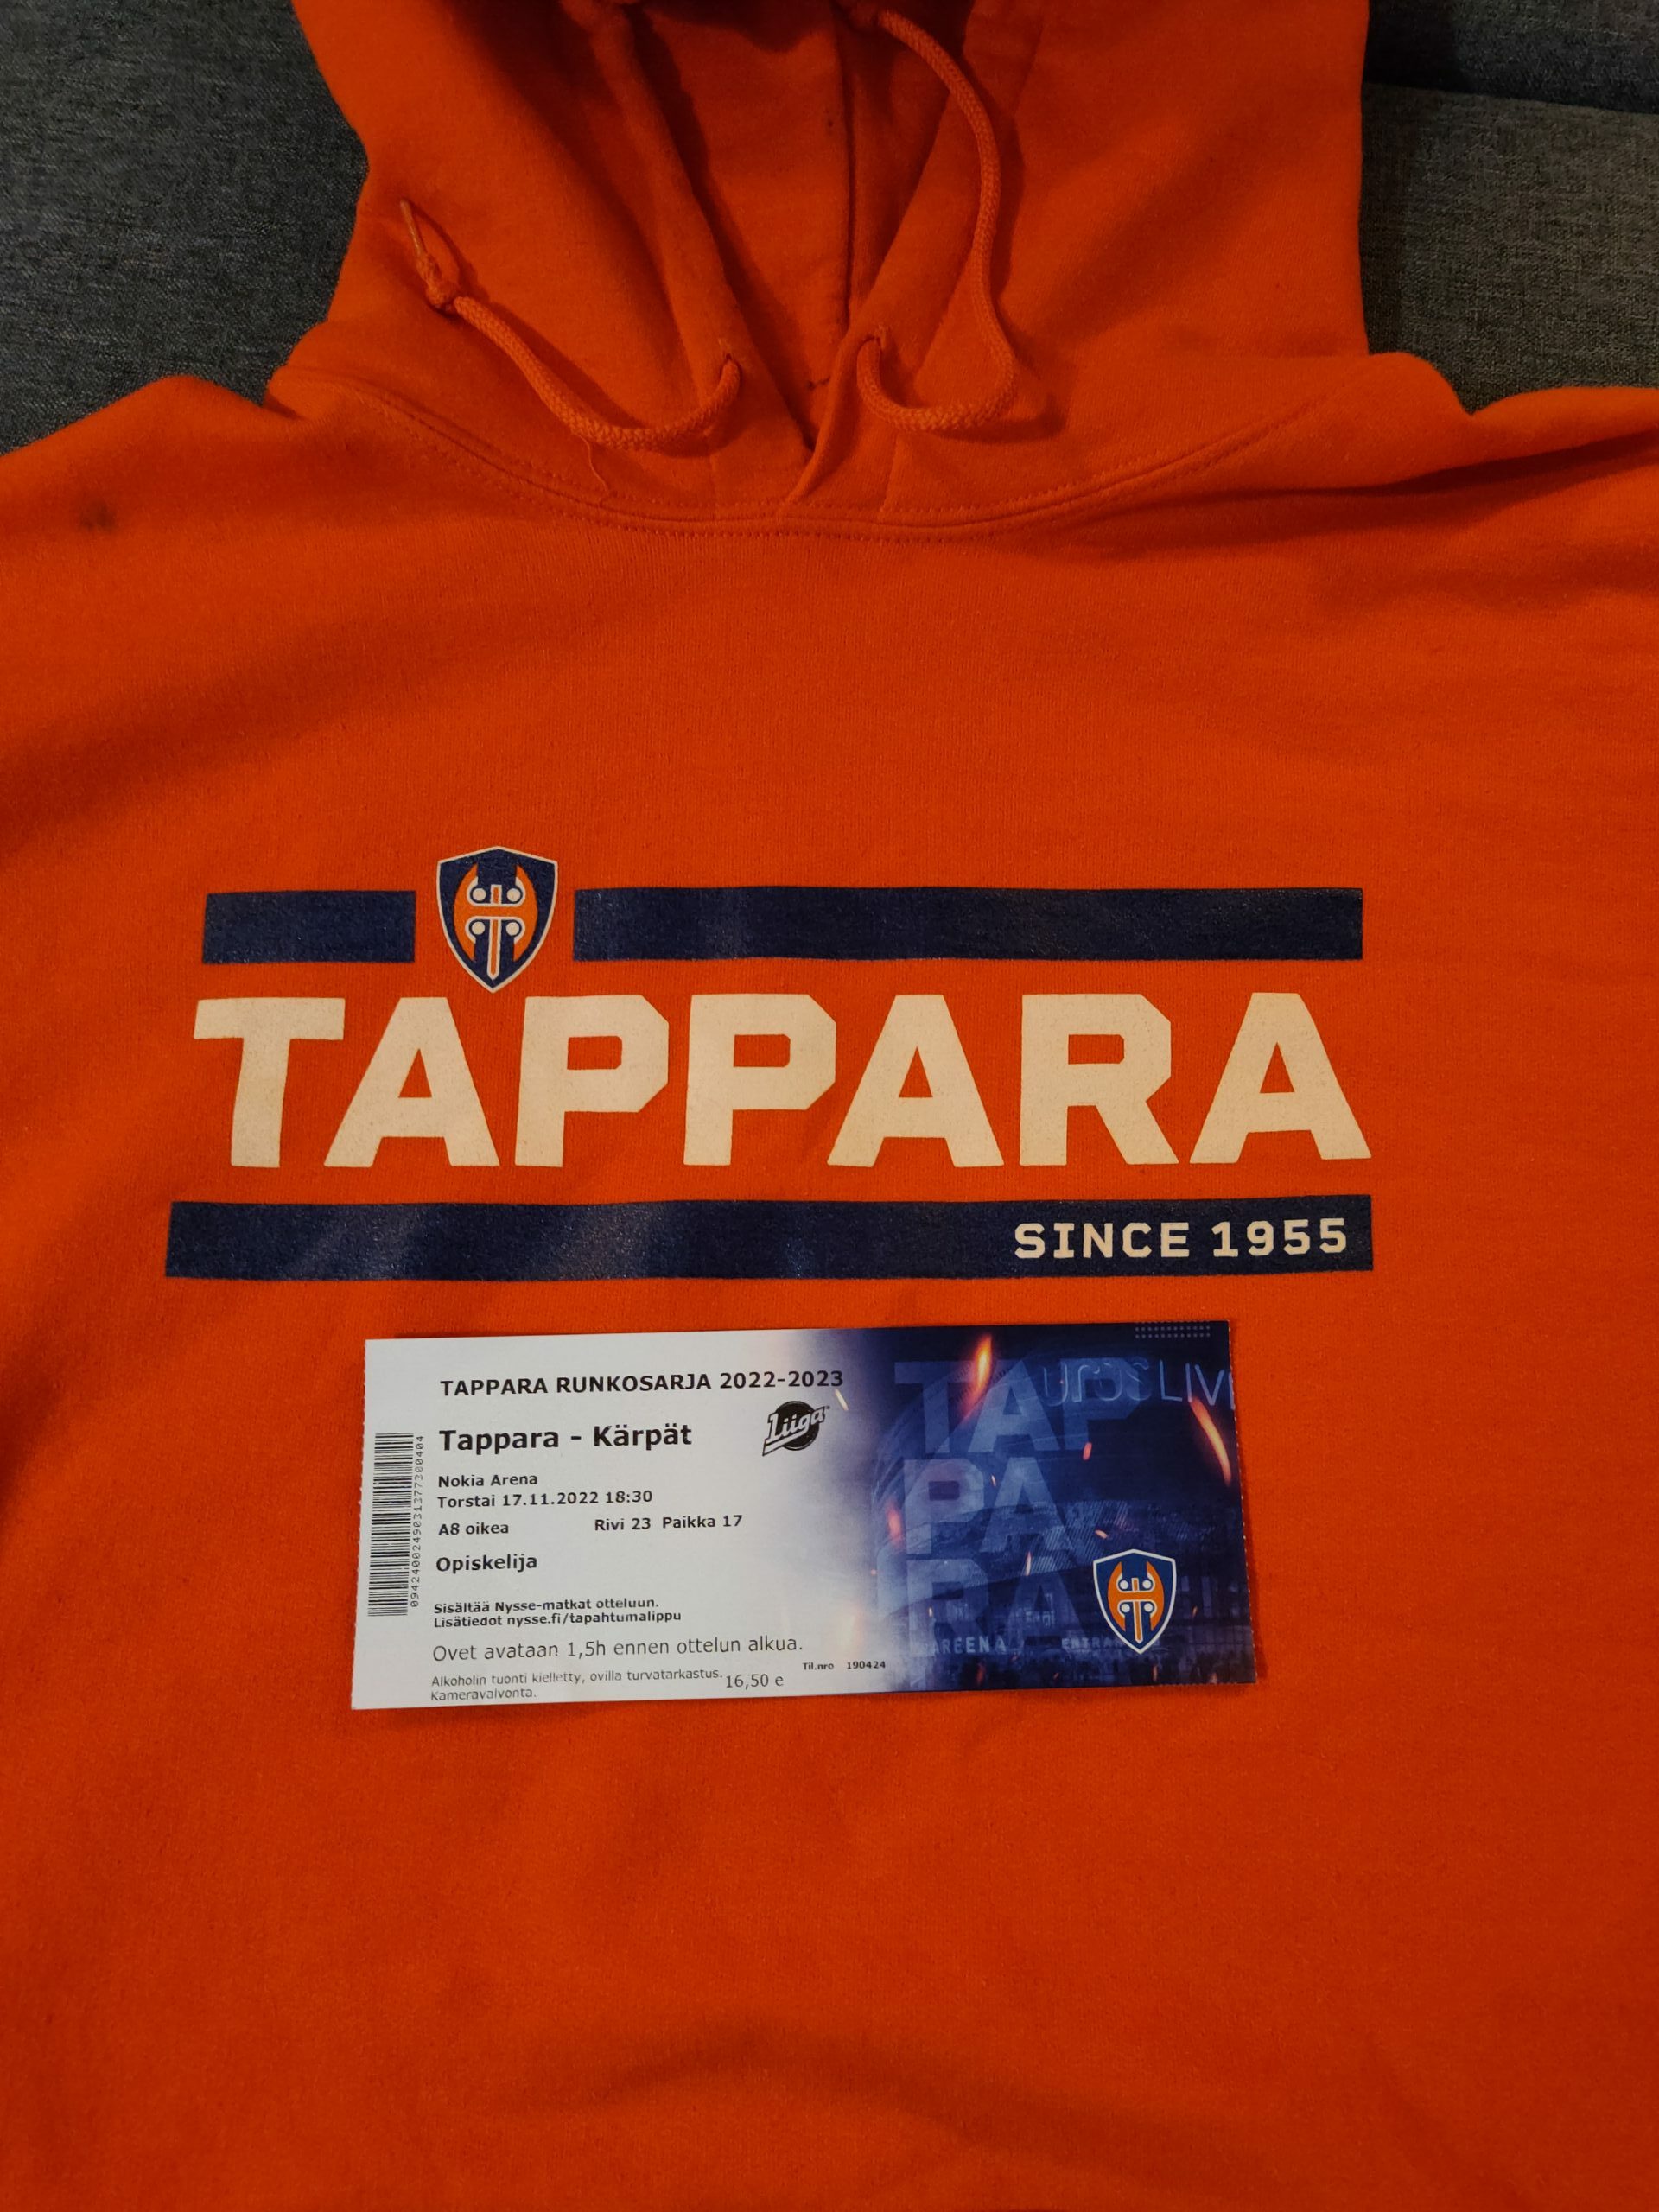 TAPPARA
SINCE 1955
TAPPARA RUNKOSARJA 2022-2023
Tappara - Kärpät
Liiga
Nokia Arena
Torstai 17.11.2022 18:30
A8 oikea Rivi 23 Paikka 17
Opiskelija
Sisältää Nysse-matkat otteluun.
Lisätiedot nysse.fi/tapahtumalippu
Ovet avataan 1,5h ennen ottelun alkua.
Alkoholin tuonti kielletty, ovilla turvatarkastus. 16,50 e
Kameravalvonta.
Til.nro 190424
TAP
PA
RA
LIV
AREENA